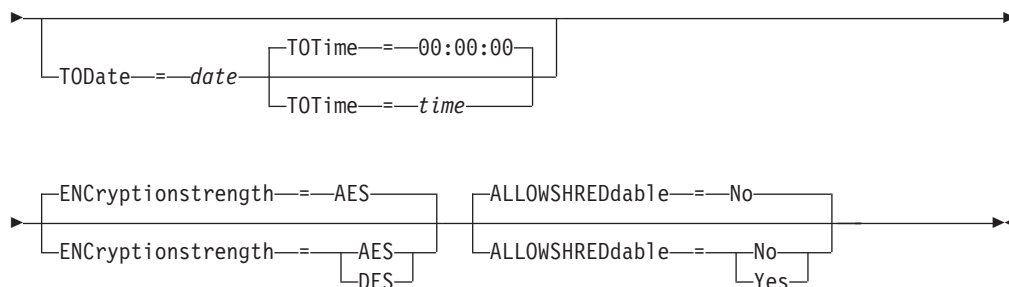 TOTime = 00:00:00
TODate = date
TOTime = time
ENCryptionstrength = AES ALLOWSHREDdable = No
ENCryptionstrength = AES ALLOWSHREDdable = No
DES Yes